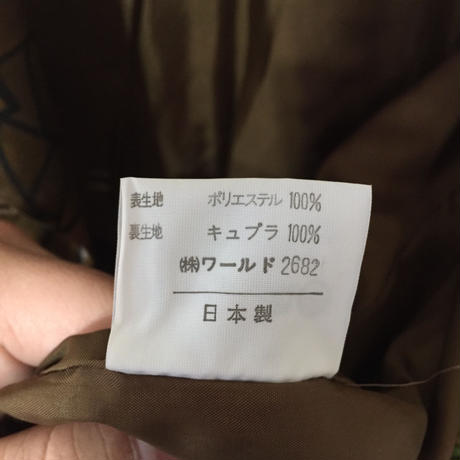 表生地 ポリエステル 100%
裏生地 キュプラ 100%
㈱ワールド 2682
日本製